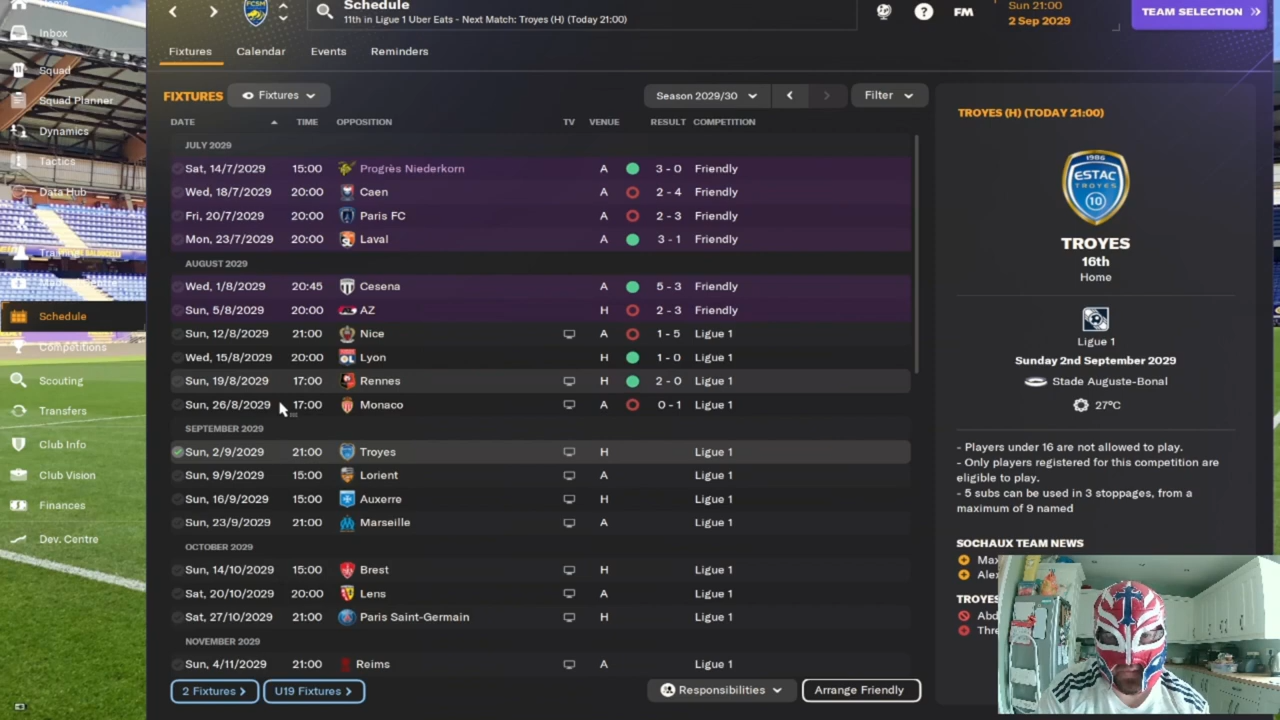 Home
Schedule
11th in Ligue 1 Uber Eats - Next Match: Troyes (H) (Today 21:00)
FCSM
?
FM
Sun 21:00
2 Sep 2029
TEAM SELECTION
Inbox
Squad
Squad Planner
Dynamics
Tactics
Data Hub
Training
Schedule
Competitions
Scouting
Transfers
Club Info
Club Vision
Finances
Dev. Centre
Fixtures
Calendar
Events
Reminders
FIXTURES
Fixtures
Season 2029/30
Filter
DATE TIME OPPOSITION TV VENUE RESULT COMPETITION
JULY 2029
Sat, 14/7/2029 15:00 Progrès Niederkorn A 3 - 0 Friendly
Wed, 18/7/2029 20:00 Caen A 2 - 4 Friendly
Fri, 20/7/2029 20:00 Paris FC A 2 - 3 Friendly
Mon, 23/7/2029 20:00 Laval A 3 - 1 Friendly
AUGUST 2029
Wed, 1/8/2029 20:45 Cesena A 5 - 3 Friendly
Sun, 5/8/2029 20:00 AZ H 2 - 3 Friendly
Sun, 12/8/2029 21:00 Nice A 1 - 5 Ligue 1
Wed, 15/8/2029 20:00 Lyon H 1 - 0 Ligue 1
Sun, 19/8/2029 17:00 Rennes H 2 - 0 Ligue 1
Sun, 26/8/2029 17:00 Monaco A 0 - 1 Ligue 1
SEPTEMBER 2029
Sun, 2/9/2029 21:00 Troyes H Ligue 1
Sun, 9/9/2029 15:00 Lorient A Ligue 1
Sun, 16/9/2029 15:00 Auxerre H Ligue 1
Sun, 23/9/2029 21:00 Marseille A Ligue 1
OCTOBER 2029
Sun, 14/10/2029 15:00 Brest H Ligue 1
Sat, 20/10/2029 20:00 Lens A Ligue 1
Sat, 27/10/2029 21:00 Paris Saint-Germain H Ligue 1
NOVEMBER 2029
Sun, 4/11/2029 21:00 Reims A Ligue 1
2 Fixtures
U19 Fixtures
Responsibilities
Arrange Friendly
TROYES (H) (TODAY 21:00)
1986
ESTAC
TROYES
10
TROYES
16th
Home
Ligue 1
Sunday 2nd September 2029
Stade Auguste-Bonal
27°C
- Players under 16 are not allowed to play.
- Only players registered for this competition are
eligible to play.
- 5 subs can be used in 3 stoppages, from a
maximum of 9 named
SOCHAUX TEAM NEWS
Max
Alex
TROYES
Abd
Thre